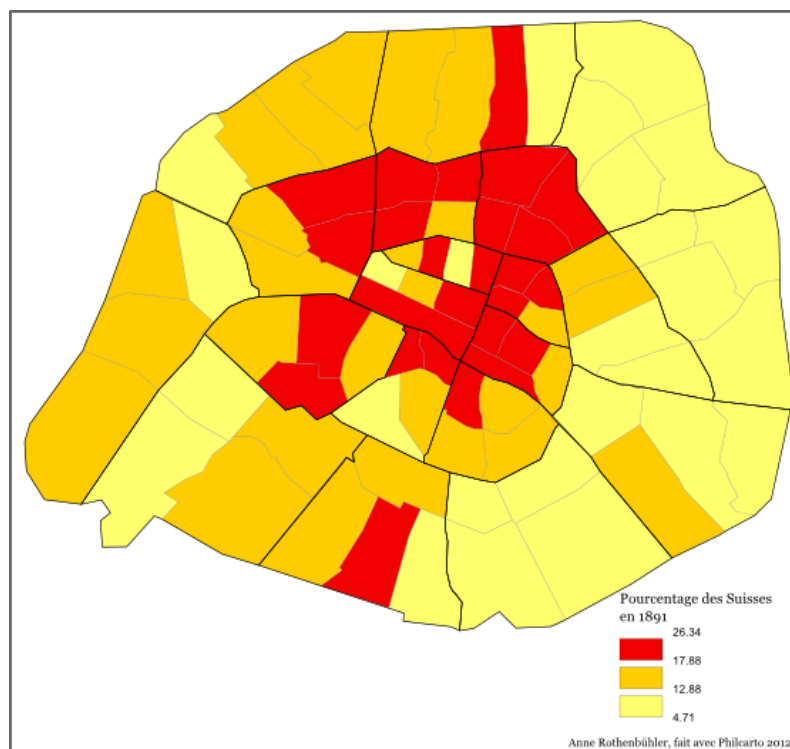 Pourcentage des Suisses
en 1891
26.34
17.88
12.88
4.71
Anne Rothenbühler, fait avec Philcarto 2012